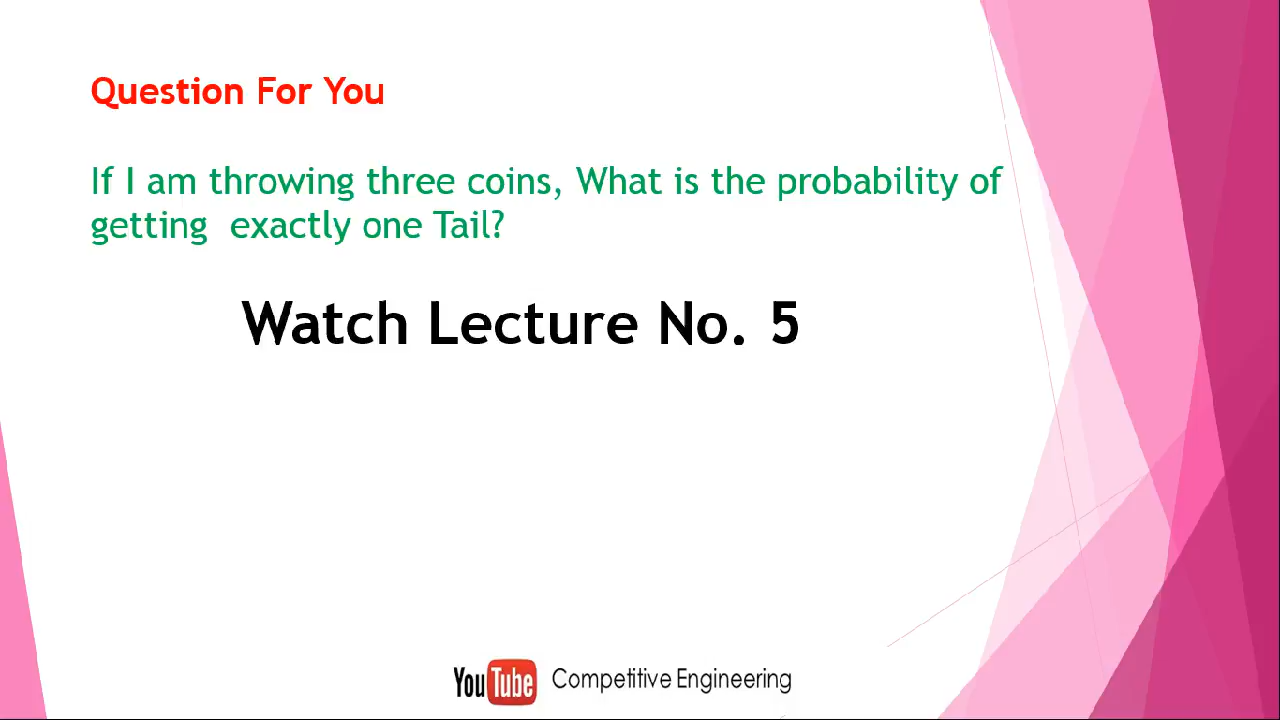 Question For You
If I am throwing three coins, What is the probability of
getting exactly one Tail?
Watch Lecture No. 5
YouTube Competitive Engineering